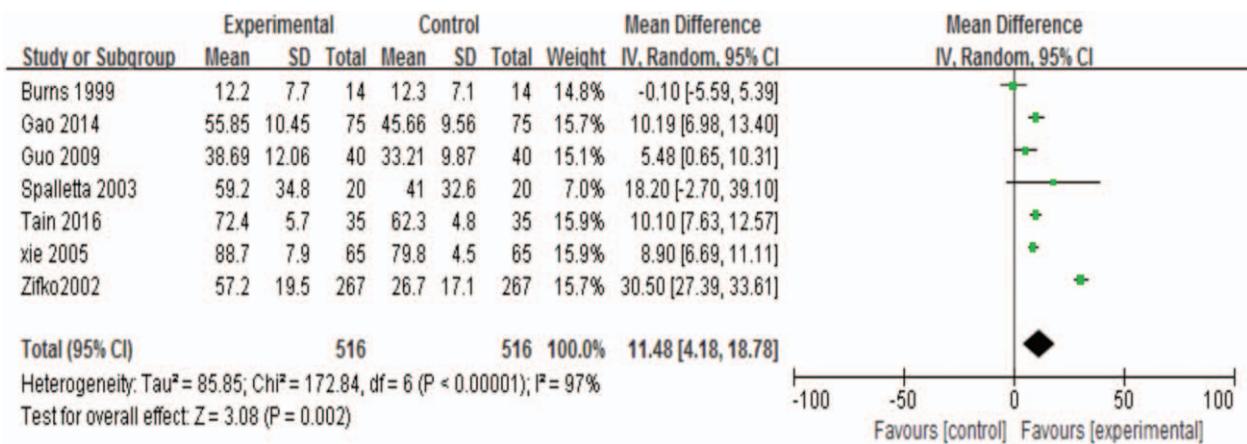 Experimental Control Mean Difference Mean Difference
Study or Subgroup Mean SD Total Mean SD Total Weight IV, Random, 95% CI IV, Random, 95% CI
Burns 1999 12.2 7.7 14 12.3 7.1 14 14.8% -0.10 [-5.59, 5.39]
Gao 2014 55.85 10.45 75 45.66 9.56 75 15.7% 10.19 [6.98, 13.40]
Guo 2009 38.69 12.06 40 33.21 9.87 40 15.1% 5.48 [0.65, 10.31]
Spalletta 2003 59.2 34.8 20 41 32.6 20 7.0% 18.20 [-2.70, 39.10]
Tain 2016 72.4 5.7 35 62.3 4.8 35 15.9% 10.10 [7.63, 12.57]
xie 2005 88.7 7.9 65 79.8 4.5 65 15.9% 8.90 [6.69, 11.11]
Zifko2002 57.2 19.5 267 26.7 17.1 267 15.7% 30.50 [27.39, 33.61]
Total (95% CI) 516 516 100.0% 11.48 [4.18, 18.78]
Heterogeneity: Tau² = 85.85; Chi² = 172.84, df = 6 (P < 0.00001); I² = 97%
Test for overall effect: Z = 3.08 (P = 0.002)
-100 -50 0 50 100
Favours [control] Favours [experimental]